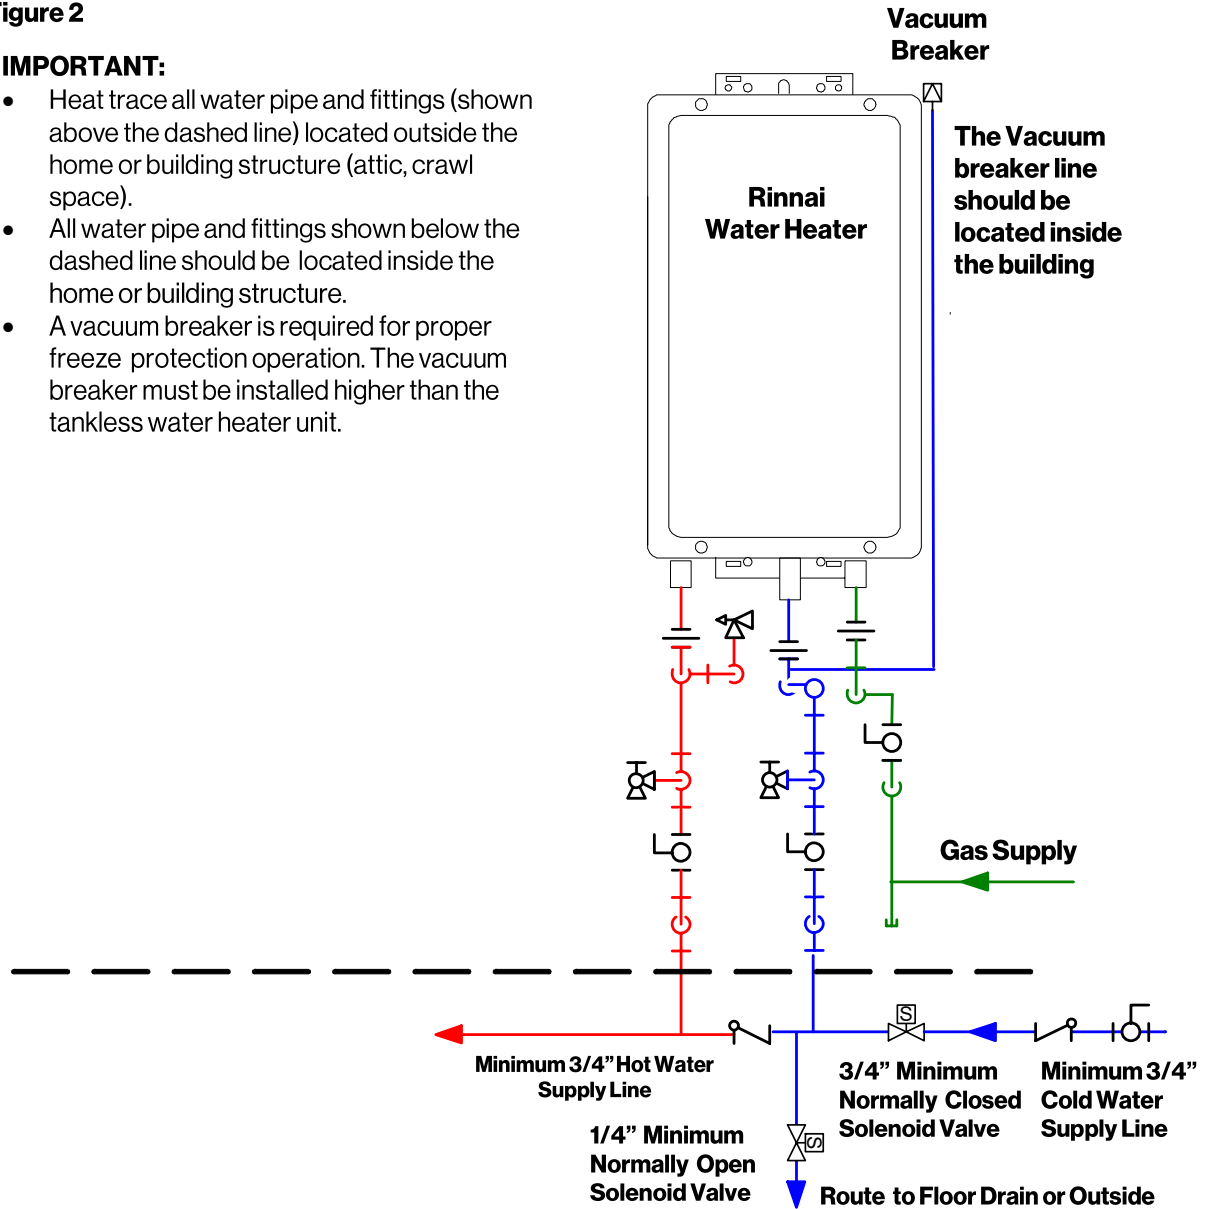 igure 2
IMPORTANT:
• Heat trace all water pipe and fittings (shown
above the dashed line) located outside the
home or building structure (attic, crawl
space).
• All water pipe and fittings shown below the
dashed line should be located inside the
home or building structure.
• A vacuum breaker is required for proper
freeze protection operation. The vacuum
breaker must be installed higher than the
tankless water heater unit.
Vacuum
Breaker
The Vacuum
breaker line
should be
located inside
the building
Rinnai
Water Heater
Gas Supply
S
Minimum 3/4” Hot Water
Supply Line
3/4” Minimum
Normally Closed
Solenoid Valve
Minimum 3/4”
Cold Water
Supply Line
1/4” Minimum
Normally Open
Solenoid Valve
S
Route to Floor Drain or Outside